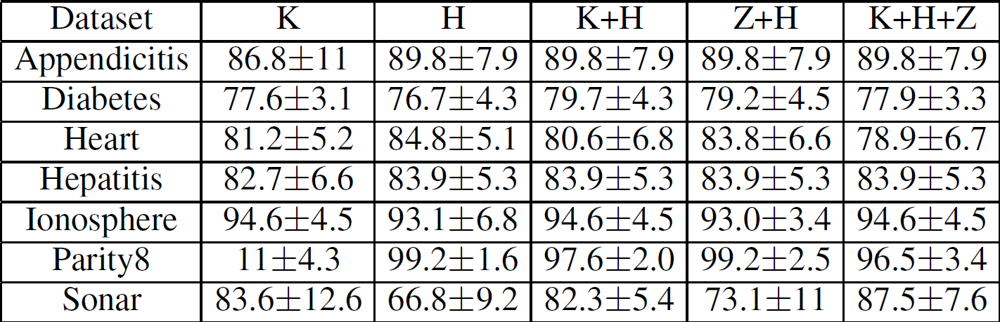 Dataset K H K+H Z+H K+H+Z
Appendicitis 86.8±11 89.8±7.9 89.8±7.9 89.8±7.9 89.8±7.9
Diabetes 77.6±3.1 76.7±4.3 79.7±4.3 79.2±4.5 77.9±3.3
Heart 81.2±5.2 84.8±5.1 80.6±6.8 83.8±6.6 78.9±6.7
Hepatitis 82.7±6.6 83.9±5.3 83.9±5.3 83.9±5.3 83.9±5.3
Ionosphere 94.6±4.5 93.1±6.8 94.6±4.5 93.0±3.4 94.6±4.5
Parity8 11±4.3 99.2±1.6 97.6±2.0 99.2±2.5 96.5±3.4
Sonar 83.6±12.6 66.8±9.2 82.3±5.4 73.1±11 87.5±7.6